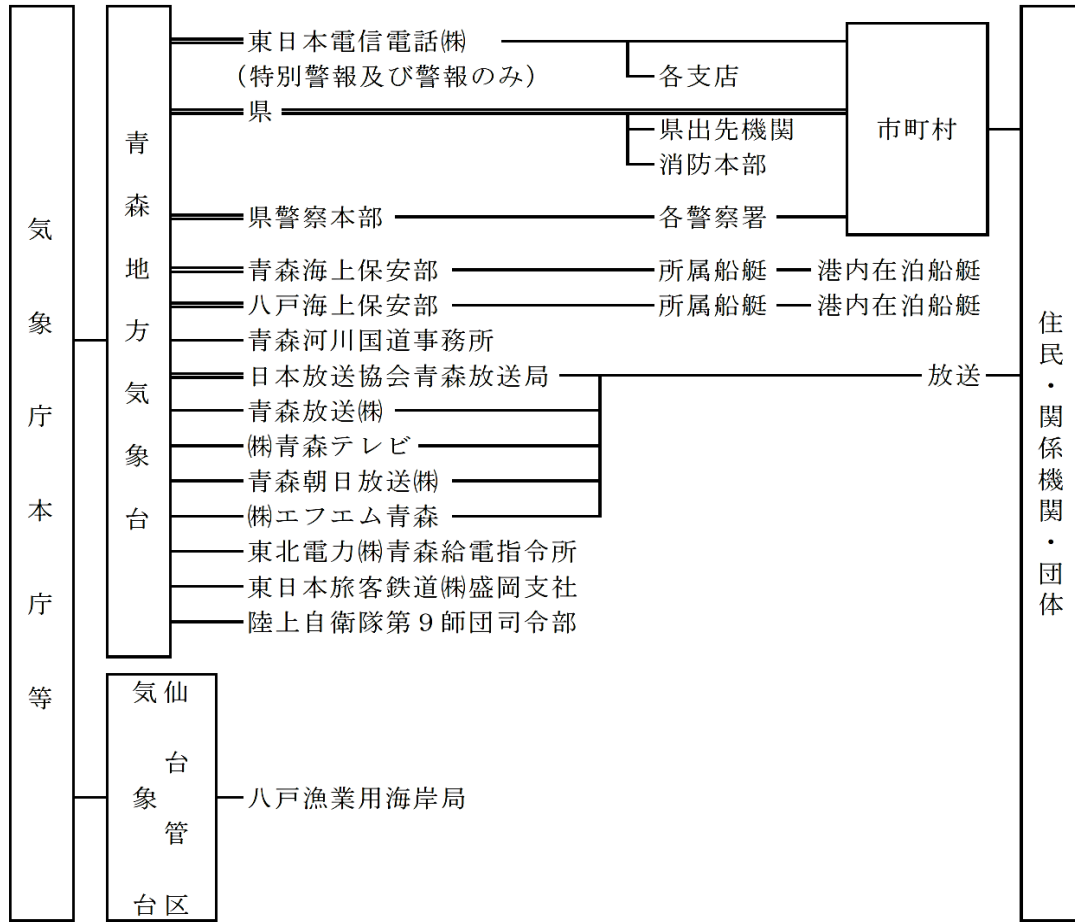 気象庁本庁等
青森地方気象台
東日本電信電話㈱
(特別警報及び警報のみ)
各支店
県
県出先機関
消防本部
市町村
県警察本部
各警察署
青森海上保安部
所属船艇
港内在泊船艇
八戸海上保安部
所属船艇
港内在泊船艇
青森河川国道事務所
日本放送協会青森放送局
放送
青森放送㈱
㈱青森テレビ
青森朝日放送㈱
㈱エフエム青森
東北電力㈱青森給電指令所
東日本旅客鉄道㈱盛岡支社
陸上自衛隊第9師団司令部
仙台管区
気象台
八戸漁業用海岸局
住民・関係機関・団体